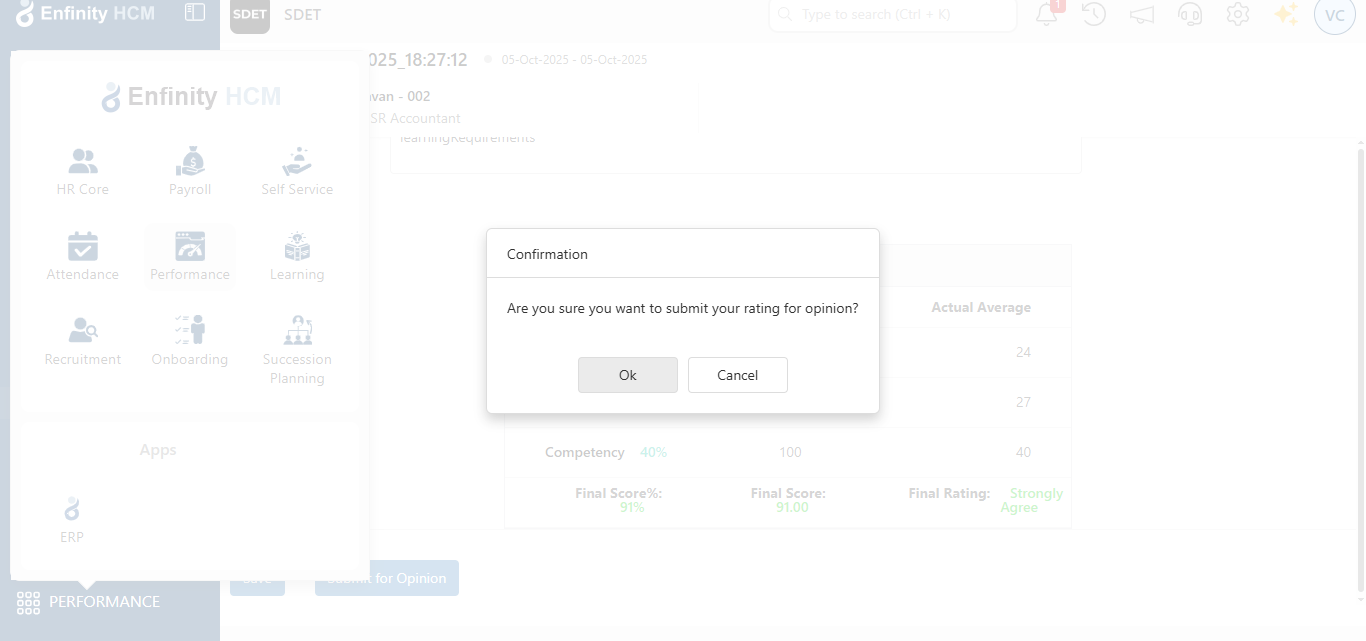 Enfinity HCM
SDET
SDET
Type to search (Ctrl + K)
1
VC
025_18:27:12
05-Oct-2025 - 05-Oct-2025
avan - 002
SR Accountant
learningRequirements
Enfinity HCM
HR Core
Payroll
Self Service
Attendance
Performance
Learning
Recruitment
Onboarding
Succession
Planning
Apps
ERP
Confirmation
Are you sure you want to submit your rating for opinion?
Ok
Cancel
Actual Average
24
27
Competency 40% 100 40
Final Score%:
91%
Final Score:
91.00
Final Rating: Strongly
Agree
Save
Submit for Opinion
PERFORMANCE